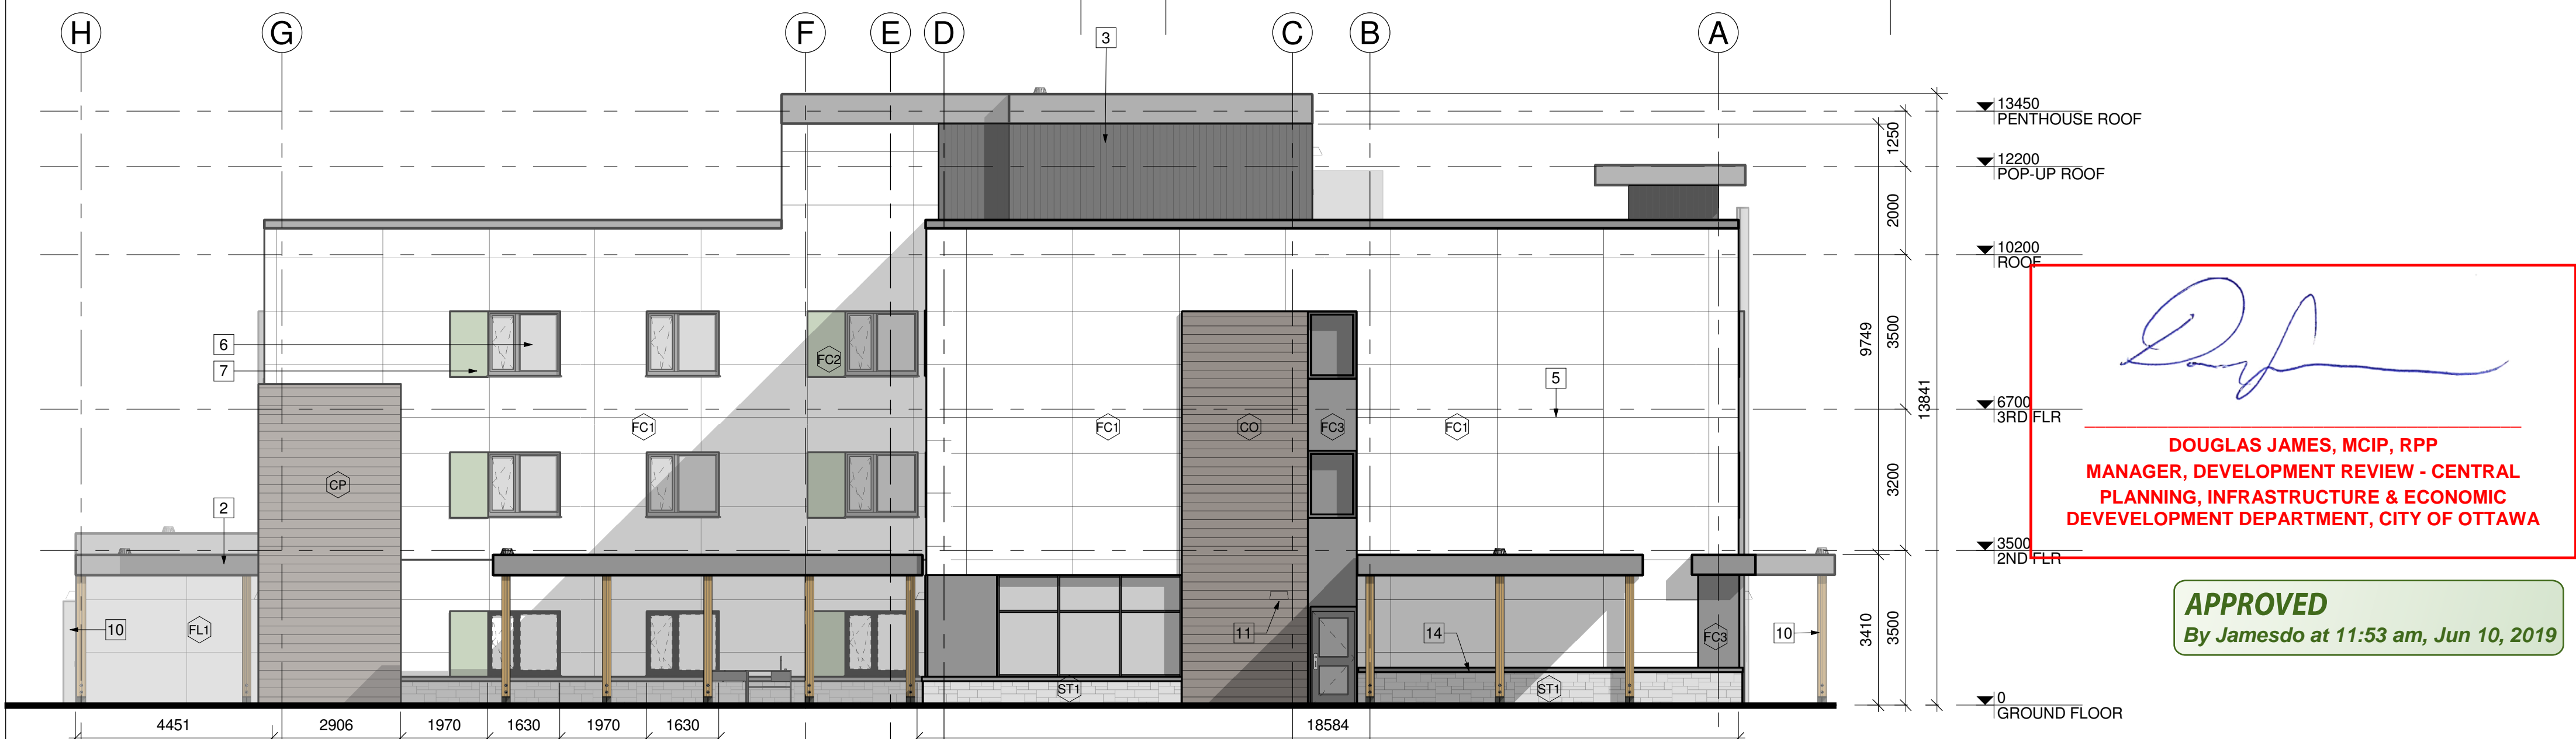 H G F E D C B A
3
13450
PENTHOUSE ROOF
1250
12200
POP-UP ROOF
2000
10200
ROOF
6
7
FC2
5
9749
3500
13841
6700
3RD FLR
FC1
FC1
CO
FC3
FC1
CP
2
3200
DOUGLAS JAMES, MCIP, RPP
MANAGER, DEVELOPMENT REVIEW - CENTRAL
PLANNING, INFRASTRUCTURE & ECONOMIC
DEVEVELOPMENT DEPARTMENT, CITY OF OTTAWA
3500
2ND FLR
APPROVED
By Jamesdo at 11:53 am, Jun 10, 2019
10
FL1
11
14
FC3
10
3410
3500
ST1
ST1
0
GROUND FLOOR
4451 2906 1970 1630 1970 1630 18584